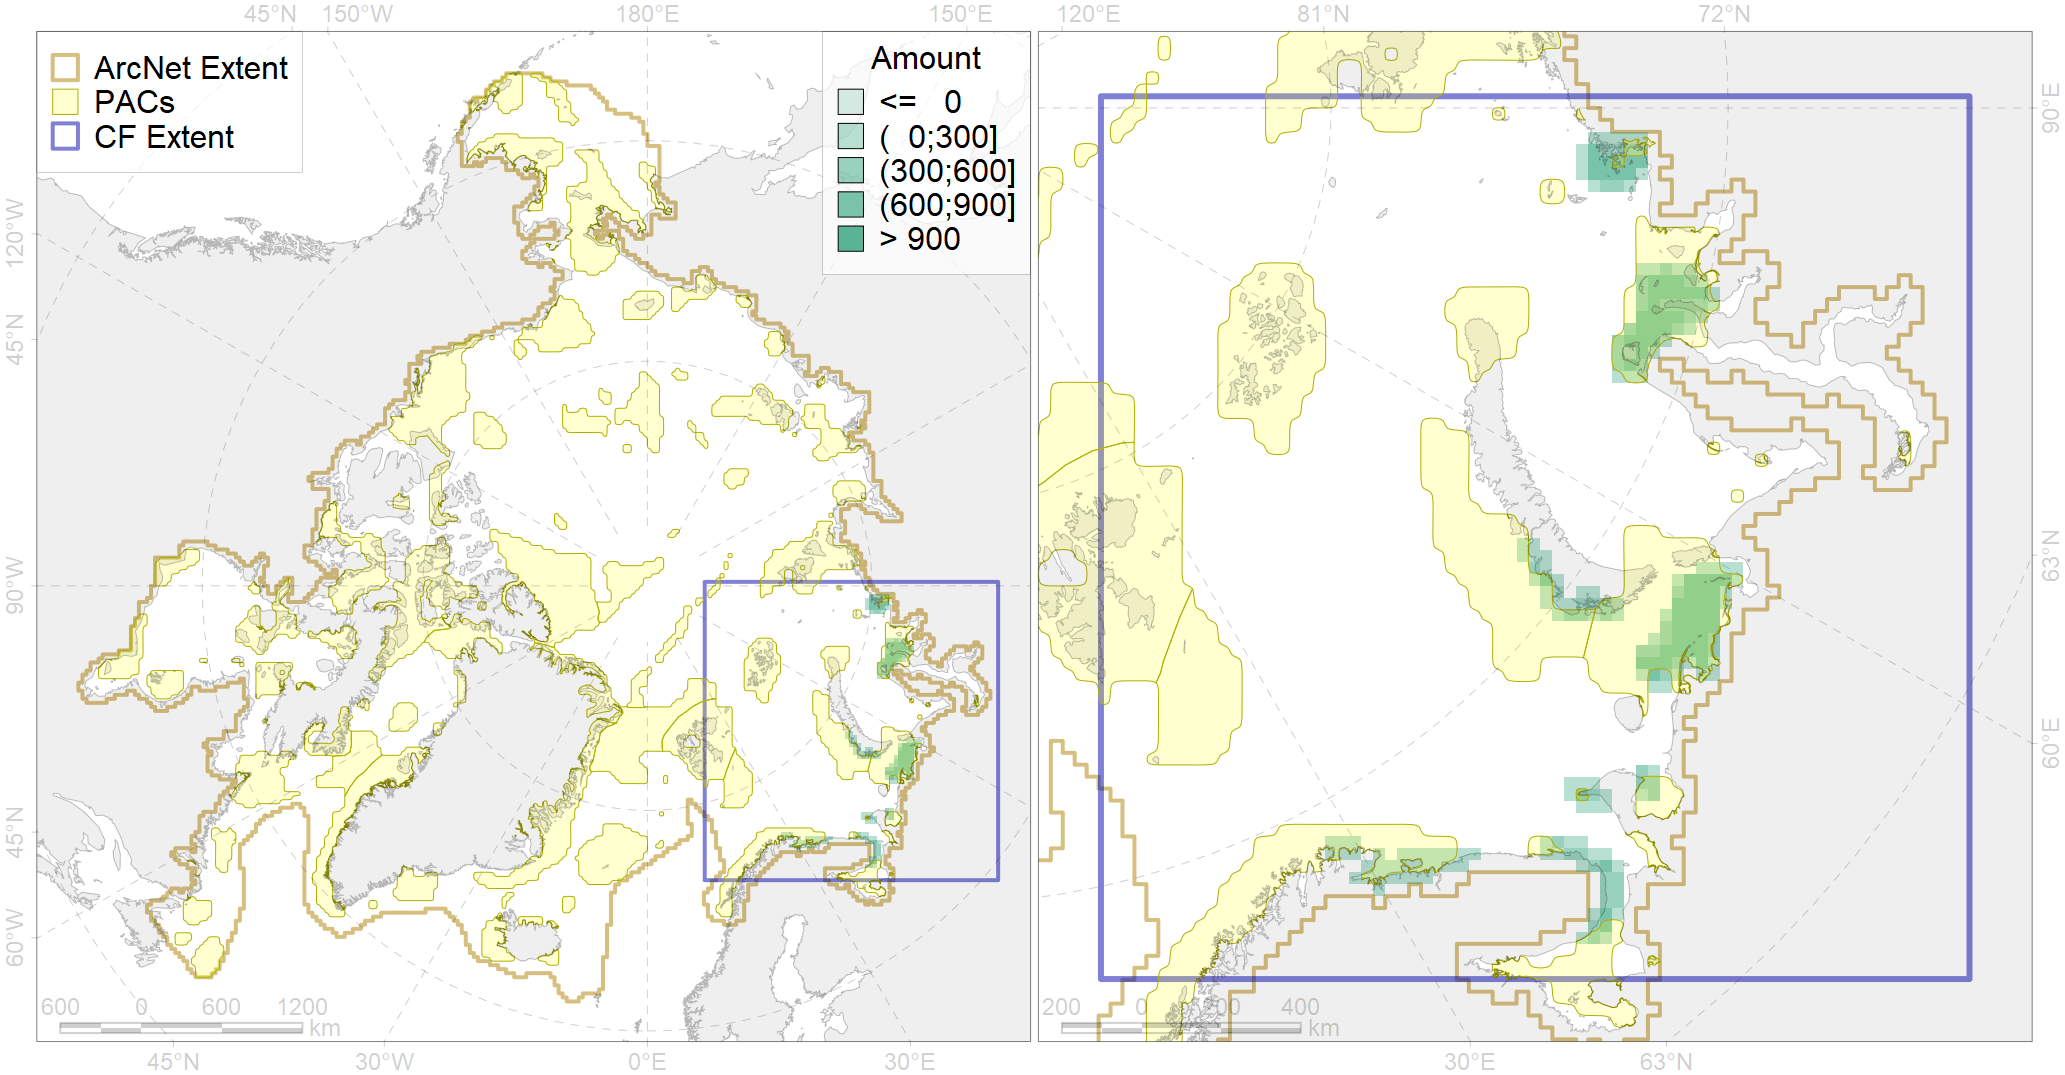 45°N 150°W 180°E 150°E 120°E 81°N 72°N
ArcNet Extent
PACs
CF Extent
Amount
<= 0
( 0;300]
(300;600]
(600;900]
> 900
120°W
45°N
90°W
45°N
60°W
90°E
63°N
60°E
600 0 600 1200
km
200 0 200 400
km
45°N 30°W 0°E 30°E 30°E 63°N